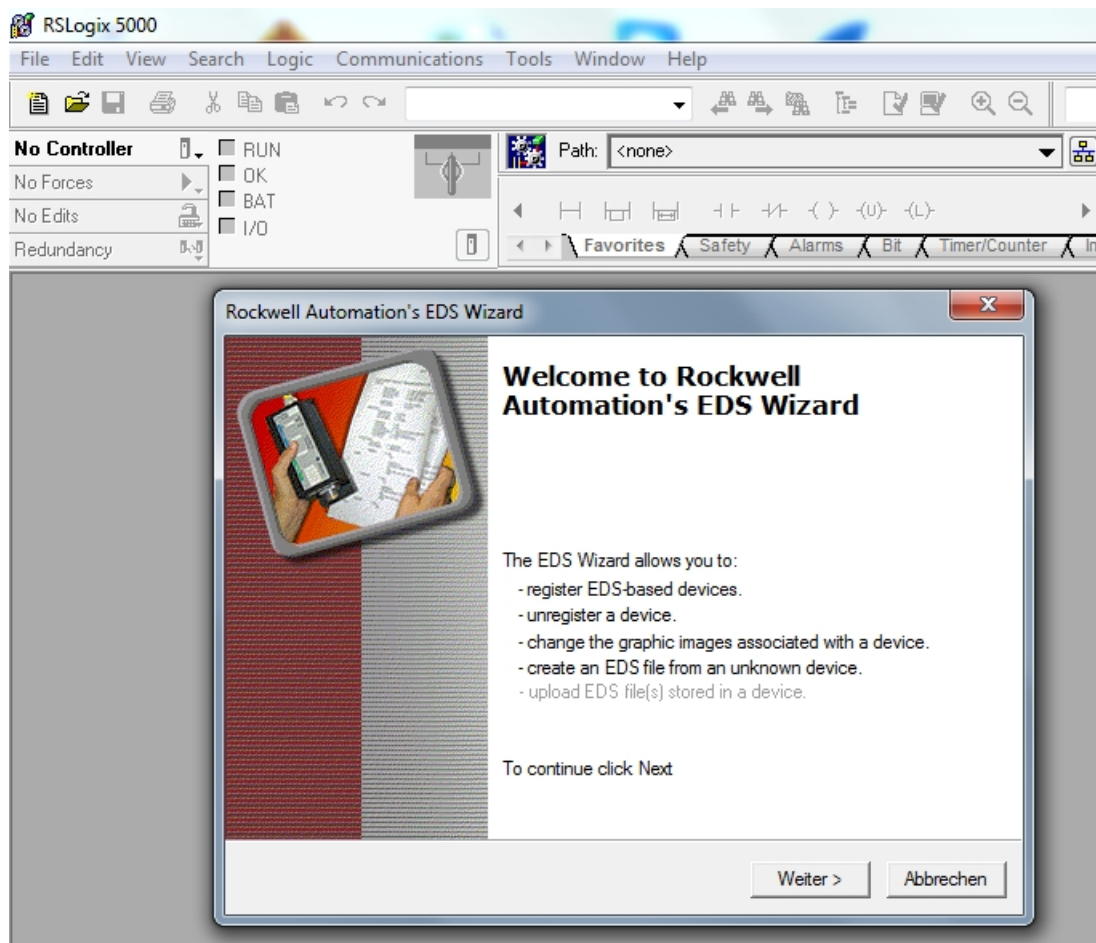 RSLogix 5000
File Edit View Search Logic Communications Tools Window Help
No Controller
RUN
Path: <none>
No Forces
OK
No Edits
BAT
I/O
Redundancy
Favorites Safety Alarms Bit Timer/Counter
Rockwell Automation's EDS Wizard
Welcome to Rockwell
Automation's EDS Wizard
The EDS Wizard allows you to:
- register EDS-based devices.
- unregister a device.
- change the graphic images associated with a device.
- create an EDS file from an unknown device.
- upload EDS file(s) stored in a device.
To continue click Next
Weiter > Abbrechen